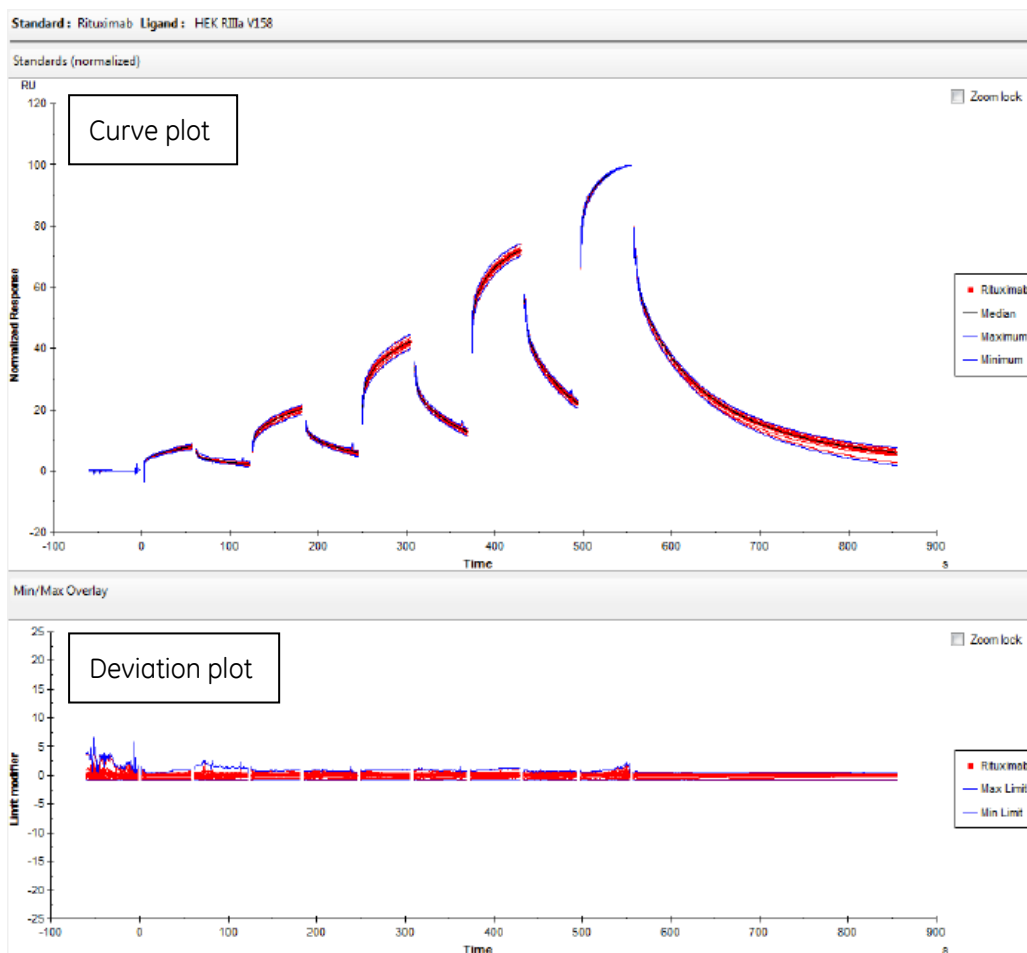 Standard : Rituximab Ligand : HEK RIIIa V158
Standards (normalized)
RU
Zoom lock
Curve plot
120
100
80
60
40
20
0
-20
Normalized Response
-100 0 100 200 300 400 500 600 700 800 900
Time
s
Rituximab
Median
Maximum
Minimum
Min/Max Overlay
Zoom lock
Deviation plot
25
20
15
10
5
0
-5
-10
-15
-20
-25
Limit modifier
-100 0 100 200 300 400 500 600 700 800 900
Time
s
Rituximab
Max Limit
Min Limit